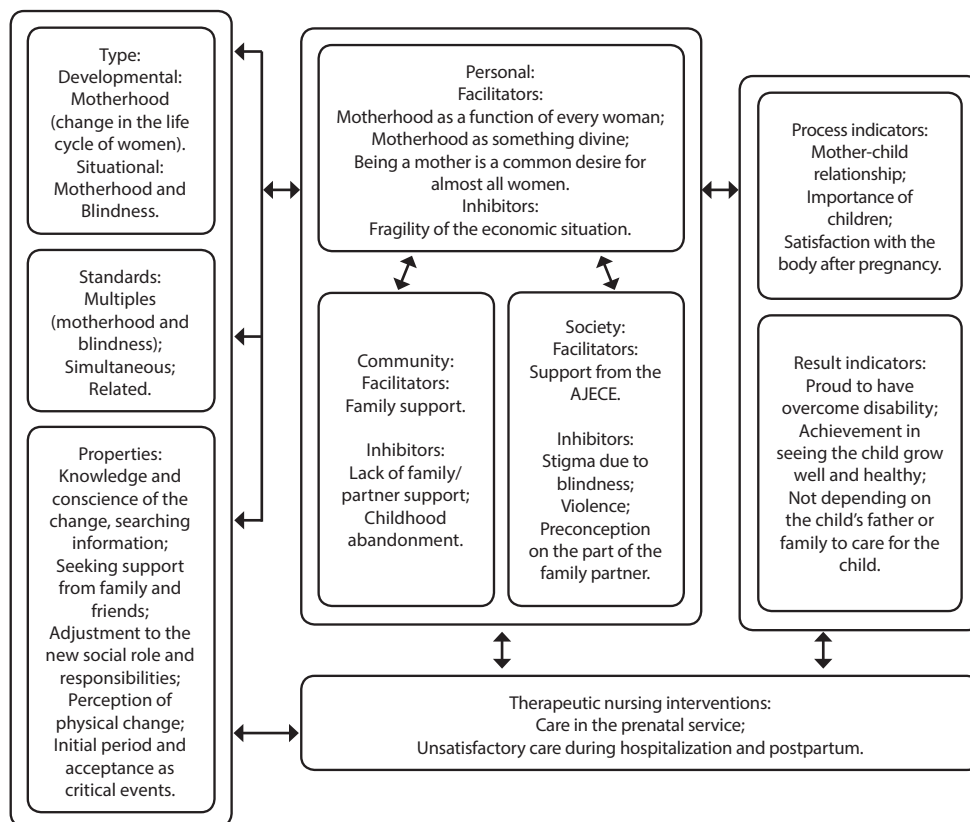 Type:
Developmental:
Motherhood
(change in the life
cycle of women).
Situational:
Motherhood and
Blindness.
Standards:
Multiples
(motherhood and
blindness);
Simultaneous;
Related.
Properties:
Knowledge and
conscience of the
change, searching
information;
Seeking support
from family and
friends;
Adjustment to the
new social role and
responsibilities;
Perception of
physical change;
Initial period and
acceptance as
critical events.
Personal:
Facilitators:
Motherhood as a function of every woman;
Motherhood as something divine;
Being a mother is a common desire for
almost all women.
Inhibitors:
Fragility of the economic situation.
Community:
Facilitators:
Family support.
Inhibitors:
Lack of family/
partner support;
Childhood
abandonment.
Society:
Facilitators:
Support from the
AJECE.
Inhibitors:
Stigma due to
blindness;
Violence;
Preconception
on the part of the
family partner.
Process indicators:
Mother-child
relationship;
Importance of
children;
Satisfaction with the
body after pregnancy.
Result indicators:
Proud to have
overcome disability;
Achievement in
seeing the child grow
well and healthy;
Not depending on
the child’s father or
family to care for the
child.
Therapeutic nursing interventions:
Care in the prenatal service;
Unsatisfactory care during hospitalization and postpartum.